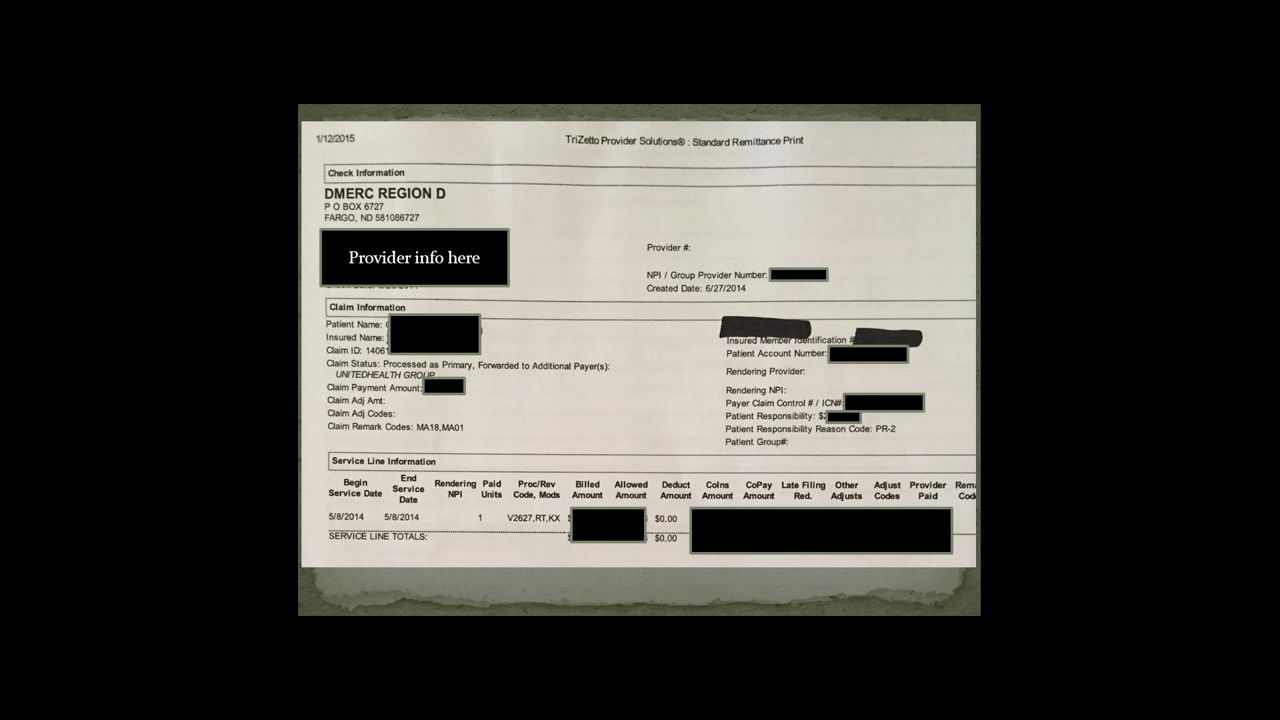 1/12/2015
TriZetto Provider Solutions® : Standard Remittance Print
Check Information
DMERC REGION D
P O BOX 6727
FARGO, ND 581086727
Provider info here
Provider #:
NPI / Group Provider Number:
Created Date: 6/27/2014
Claim Information
Patient Name:
Insured Name:
Claim ID: 1406
Claim Status: Processed as Primary, Forwarded to Additional Payer(s):
UNITEDHEALTH GROUP
Claim Payment Amount:
Claim Adj Amt:
Claim Adj Codes:
Claim Remark Codes: MA18,MA01
Insured Member Identification #
Patient Account Number:
Rendering Provider:
Rendering NPI:
Payer Claim Control # / ICN#:
Patient Responsibility: $
Patient Responsibility Reason Code: PR-2
Patient Group#:
Service Line Information
Begin Service Date
End Service Date
Rendering NPI
Paid Units
Proc/Rev Code, Mods
Billed Amount
Allowed Amount
Deduct Amount
CoIns Amount
CoPay Amount
Late Filing Red.
Other Adjusts
Adjust Codes
Provider Paid
Rema Cod
5/8/2014 5/8/2014 1 V2627,RT,KX $0.00
SERVICE LINE TOTALS: $0.00